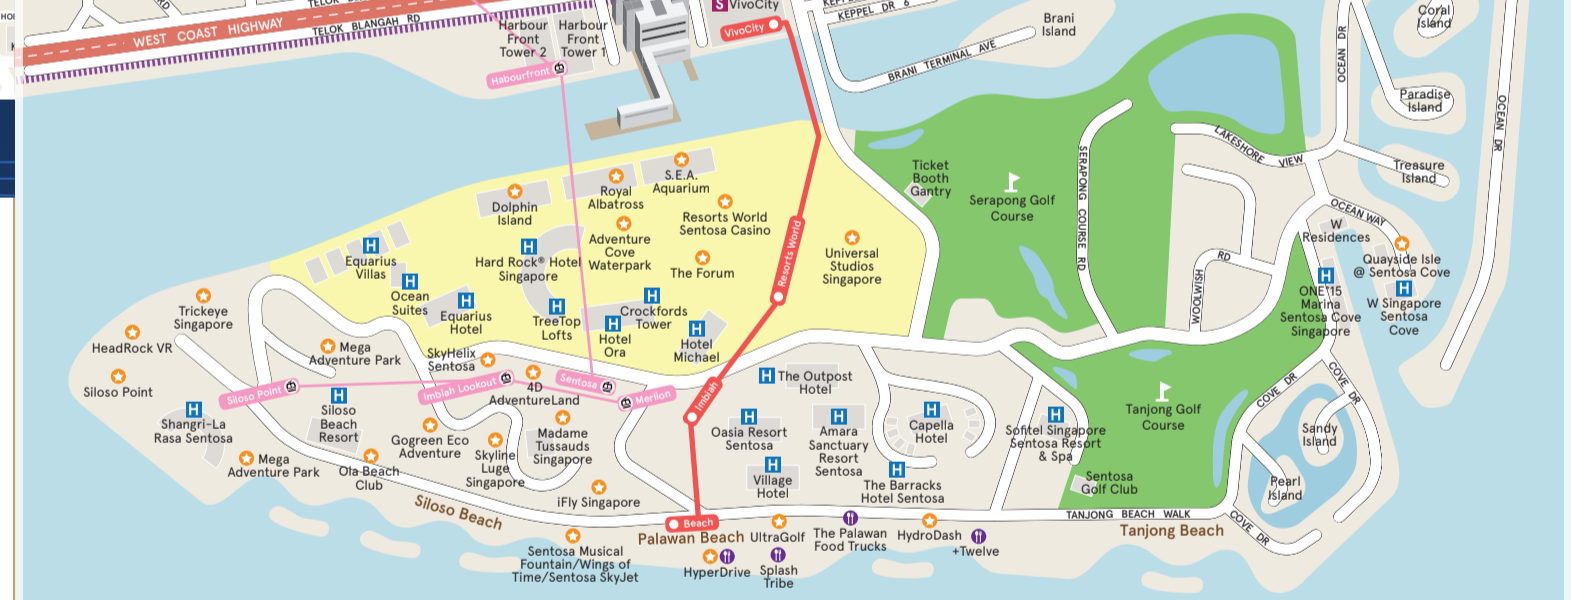 TELOK
WEST COAST HIGHWAY
TELOK BLANGAH RD
Harbour
Front
Tower 2
Harbour
Front
Tower 1
Habourfront
S VivoCity
VivoCity
KEPPEL DR 6
BRANI TERMINAL AVE
Brani
Island
OCEAN DR
Coral
Island
Paradise
Island
OCEAN DR
Treasure
Island
LAKESHORE VIEW
SERAPONG COURSE RD
Ticket
Booth
Gantry
Serapong Golf
Course
WOOLWISH RD
OCEAN WAY
W
Residences
Quayside Isle
@ Sentosa Cove
H
W Singapore
Sentosa
Cove
H
ONE°15
Marina
Sentosa Cove
Singapore
S.E.A.
Aquarium
Royal
Albatross
Dolphin
Island
Resorts World
Sentosa Casino
Adventure
Cove
Waterpark
The Forum
Universal
Studios
Singapore
Resorts World
H
Equarius
Villas
H
Ocean
Suites
H
Equarius
Hotel
H
Hard Rock® Hotel
Singapore
H
TreeTop
Lofts
H
Crockfords
Tower
H
Hotel
Ora
H
Hotel
Michael
Trickeye
Singapore
HeadRock VR
Siloso Point
Mega
Adventure Park
SkyHelix
Sentosa
Siloso Point
Imbiah Lookout
4D
AdventureLand
Sentosa
Merlion
Imbiah
H
Shangri-La
Rasa Sentosa
H
Siloso
Beach
Resort
Mega
Adventure Park
Ola Beach
Club
Gogreen Eco
Adventure
Skyline
Luge
Singapore
Madame
Tussauds
Singapore
iFly Singapore
H
The Outpost
Hotel
H
Oasia Resort
Sentosa
H
Village
Hotel
H
Amara
Sanctuary
Resort
Sentosa
H
Capella
Hotel
H
The Barracks
Hotel Sentosa
H
Sofitel Singapore
Sentosa Resort
& Spa
Sentosa
Golf Club
Tanjong Golf
Course
COVE DR
COVE DR
Sandy
Island
Pearl
Island
COVE DR
Siloso Beach
Beach
Palawan Beach
TANJONG BEACH WALK
Tanjong Beach
Sentosa Musical
Fountain/Wings of
Time/Sentosa SkyJet
HyperDrive
UltraGolf
Splash
Tribe
The Palawan
Food Trucks
HydroDash
+Twelve